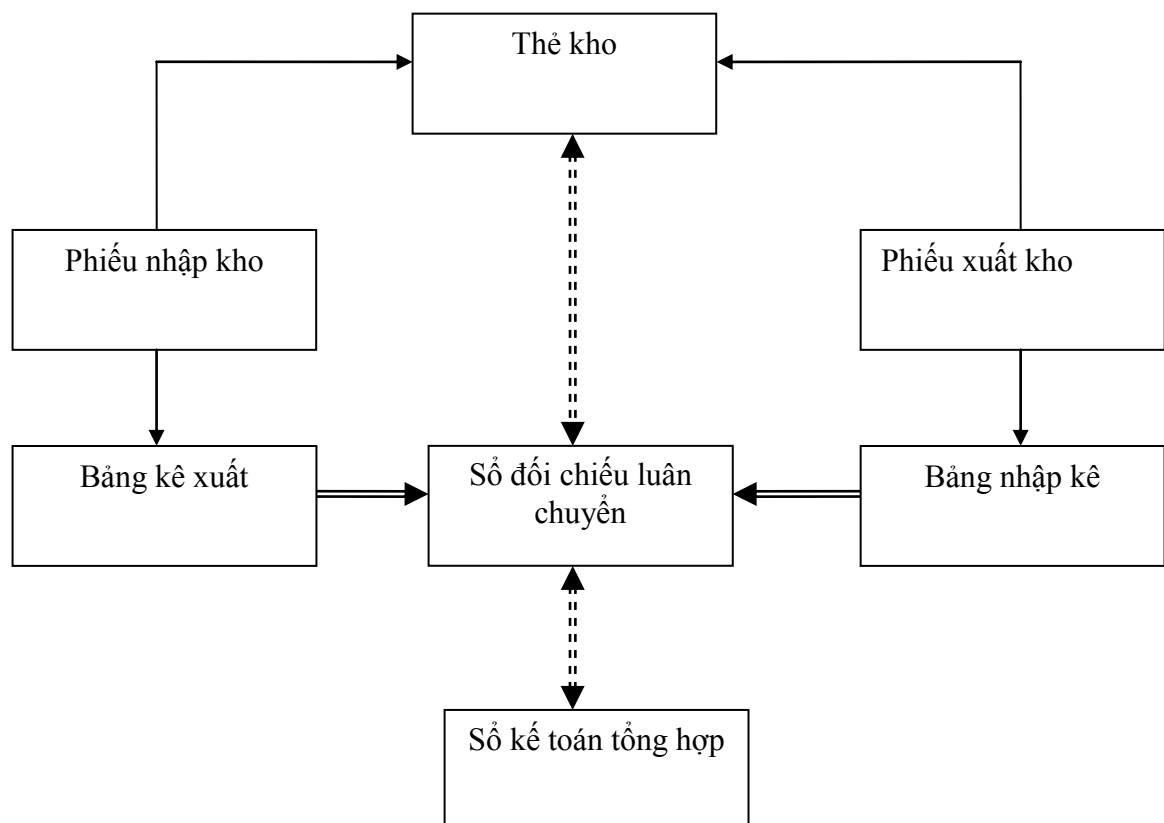 Thẻ kho
Phiếu nhập kho
Phiếu xuất kho
Bảng kê xuất
Sổ đối chiếu luân
chuyển
Bảng nhập kê
Sổ kế toán tổng hợp